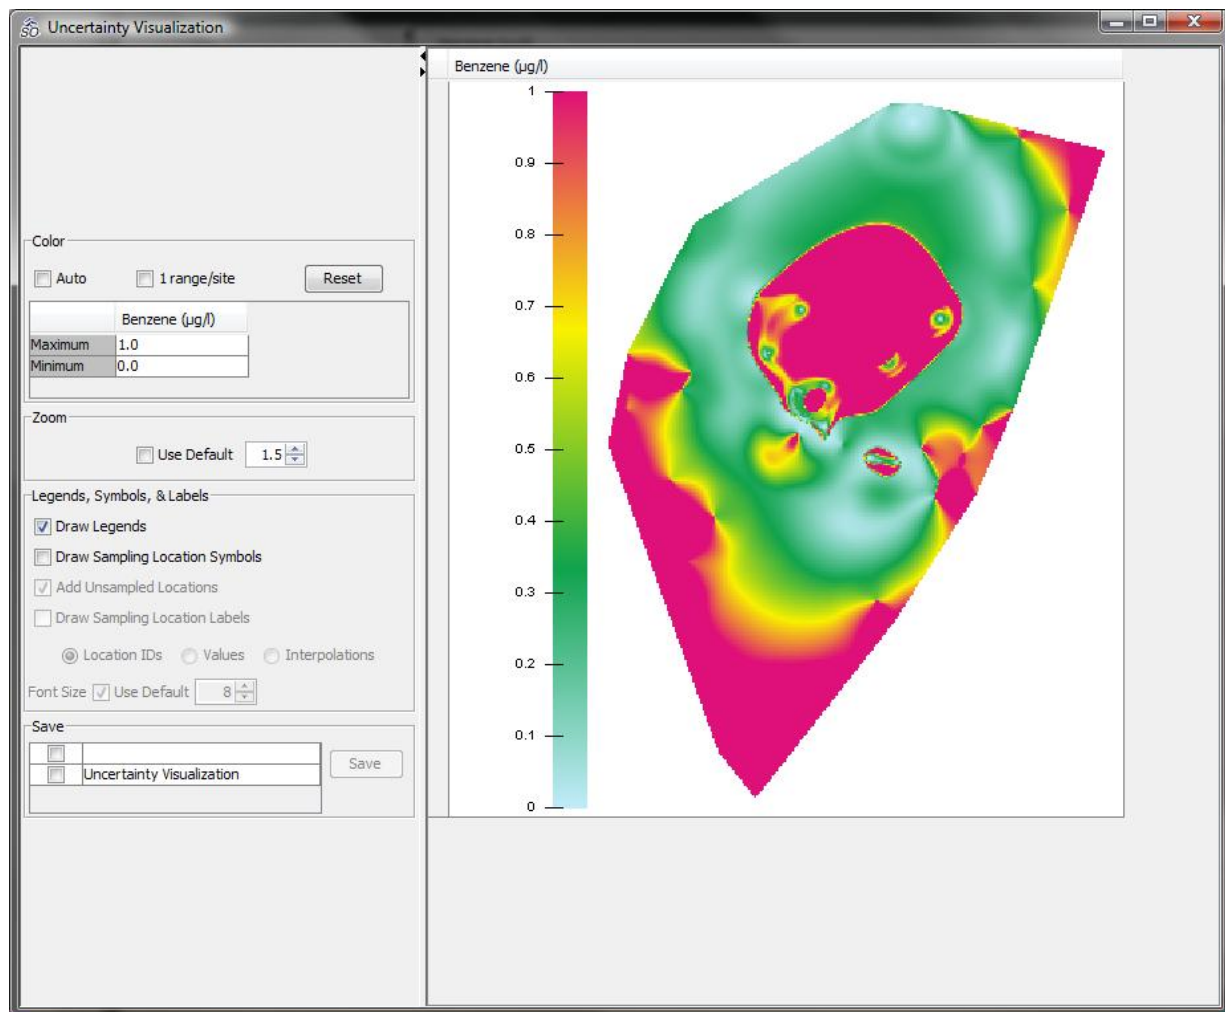 Uncertainty Visualization
Color
Auto
1 range/site
Reset
Benzene (µg/l)
Maximum 1.0
Minimum 0.0
Zoom
Use Default 1.5
Legends, Symbols, & Labels
Draw Legends
Draw Sampling Location Symbols
Add Unsampled Locations
Draw Sampling Location Labels
Location IDs Values Interpolations
Font Size Use Default 8
Save
Uncertainty Visualization
Save
Benzene (µg/l)
1
0.9
0.8
0.7
0.6
0.5
0.4
0.3
0.2
0.1
0